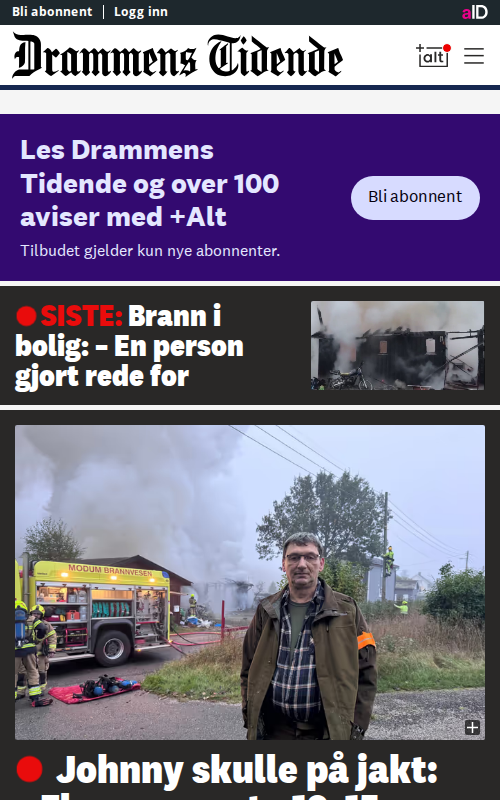 Bli abonnent | Logg inn
aID
Drammens Tidende
+alt
Les Drammens
Tidende og over 100
aviser med +Alt
Bli abonnent
Tilbudet gjelder kun nye abonnenter.
SISTE: Brann i
bolig: – En person
gjort rede for
MODUM BRANNVESEN
Johnny skulle på jakt: